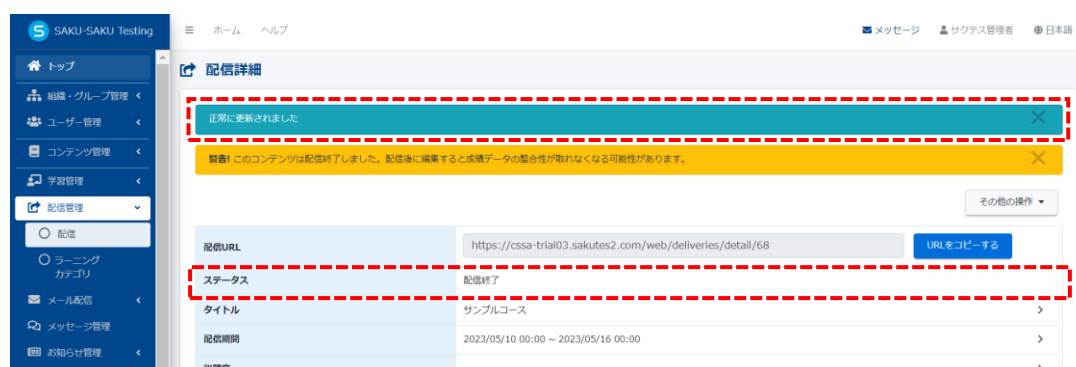 S SAKU-SAKU Testing
ホーム ヘルプ
メッセージ サクテス管理者 日本語
トップ
組織・グループ管理
ユーザー管理
コンテンツ管理
学習管理
配信管理
配信
ラーニング
カテゴリ
メール配信
メッセージ管理
お知らせ管理
配信詳細
正常に更新されました
警告! このコンテンツは配信終了しました。配信後に編集すると成績データの整合性が取れなくなる可能性があります。
その他の操作
配信URL https://cssa-trial03.sakutes2.com/web/deliveries/detail/68 URLをコピーする
ステータス 配信終了
タイトル サンプルコース
配信期間 2023/05/10 00:00 ~ 2023/05/16 00:00